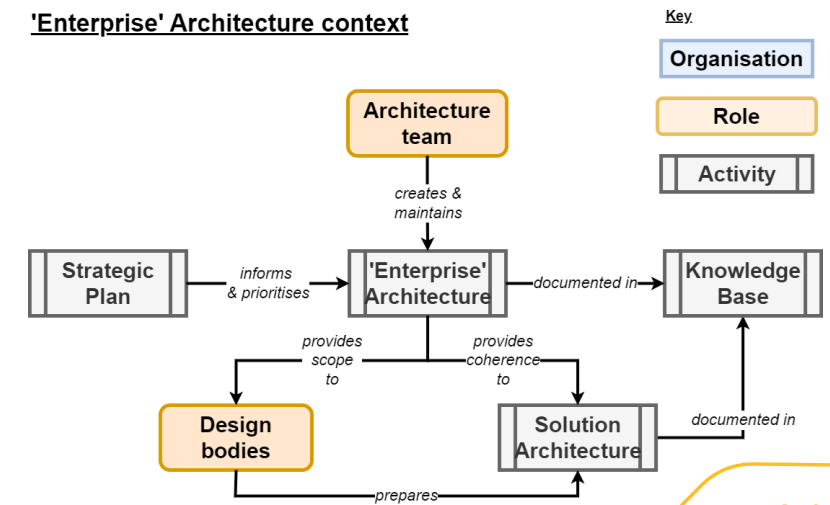 'Enterprise' Architecture context
Key
Organisation
Role
Activity
Architecture
team
creates &
maintains
Strategic
Plan
informs
& prioritises
'Enterprise'
Architecture
documented in
Knowledge
Base
provides
scope
to
provides
coherence
to
Design
bodies
Solution
Architecture
documented in
prepares